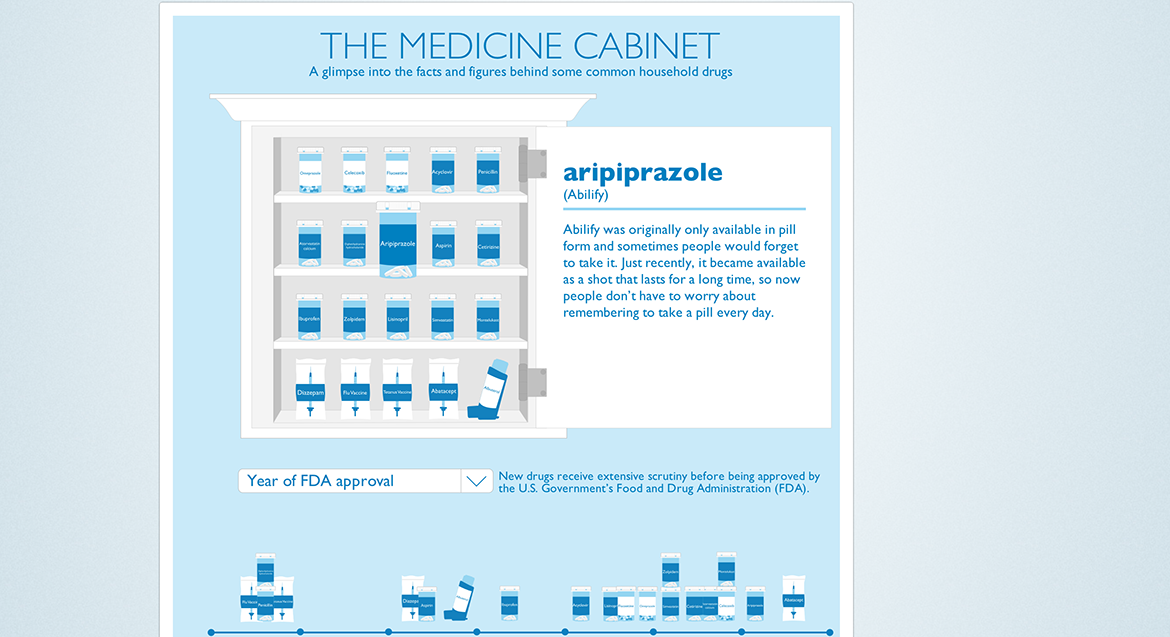 THE MEDICINE CABINET
A glimpse into the facts and figures behind some common household drugs
Omeprazole
Celecoxib
Fluoxetine
Acyclovir
Penicillin
aripiprazole
(Abilify)
Abilify was originally only available in pill
form and sometimes people would forget
to take it. Just recently, it became available
as a shot that lasts for a long time, so now
people don't have to worry about
remembering to take a pill every day.
Atorvastatin
calcium
Aripiprazole
Aspirin
Cetirizine
Ibuprofen
Zolpidem
Lisinopril
Simvastatin
Montelukast
Diazepam
Flu Vaccine
Tetanus Vaccine
Abatacept
Albuterol
Year of FDA approval
New drugs receive extensive scrutiny before being approved by
the U.S. Government's Food and Drug Administration (FDA).
Zolpidem
Flu Vaccine
Penicillin
Aspirin
Ibuprofen
Acyclovir
Cetirizine
Abatacept